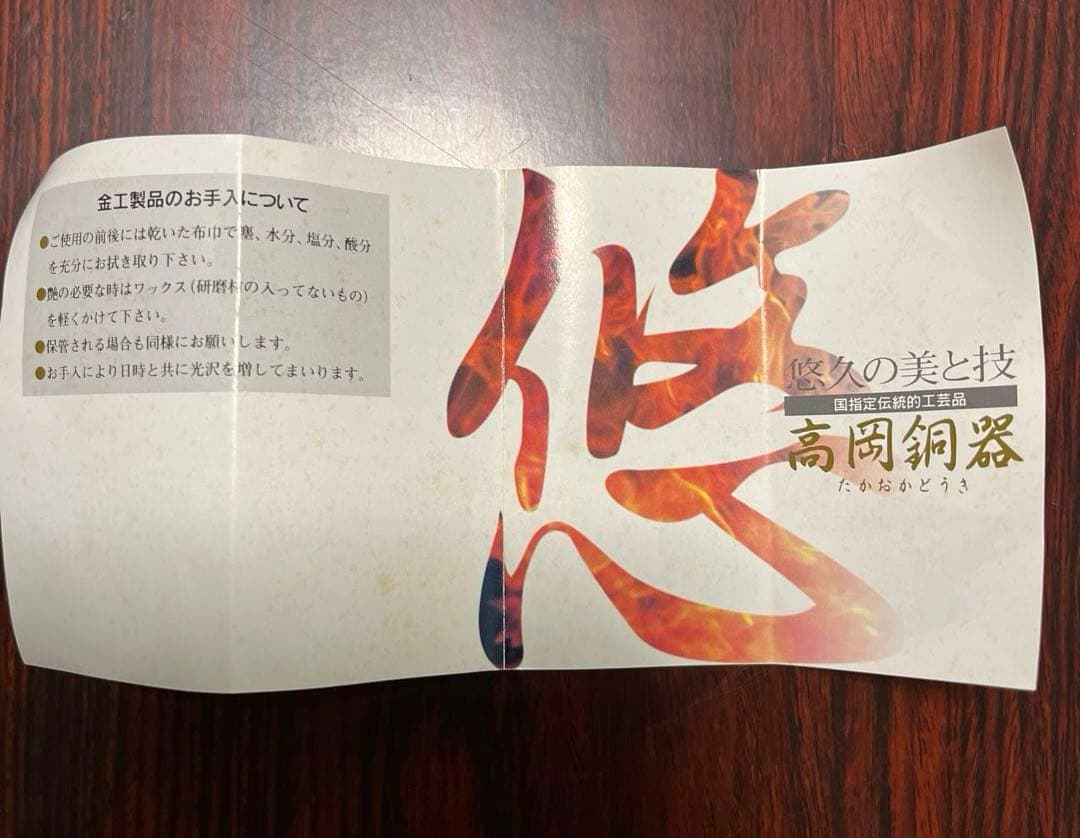 金工製品のお手入について
●ご使用の前後には乾いた布巾で塵、水分、塩分、酸分
を充分にお拭き取り下さい。
●艶の必要な時はワックス(研磨材の入ってないもの)
を軽くかけて下さい。
●保管される場合も同様にお願いします。
●お手入により日時と共に光沢を増してまいります。
悠
悠久の美と技
国指定伝統的工芸品
高岡銅器
たかおかどうき